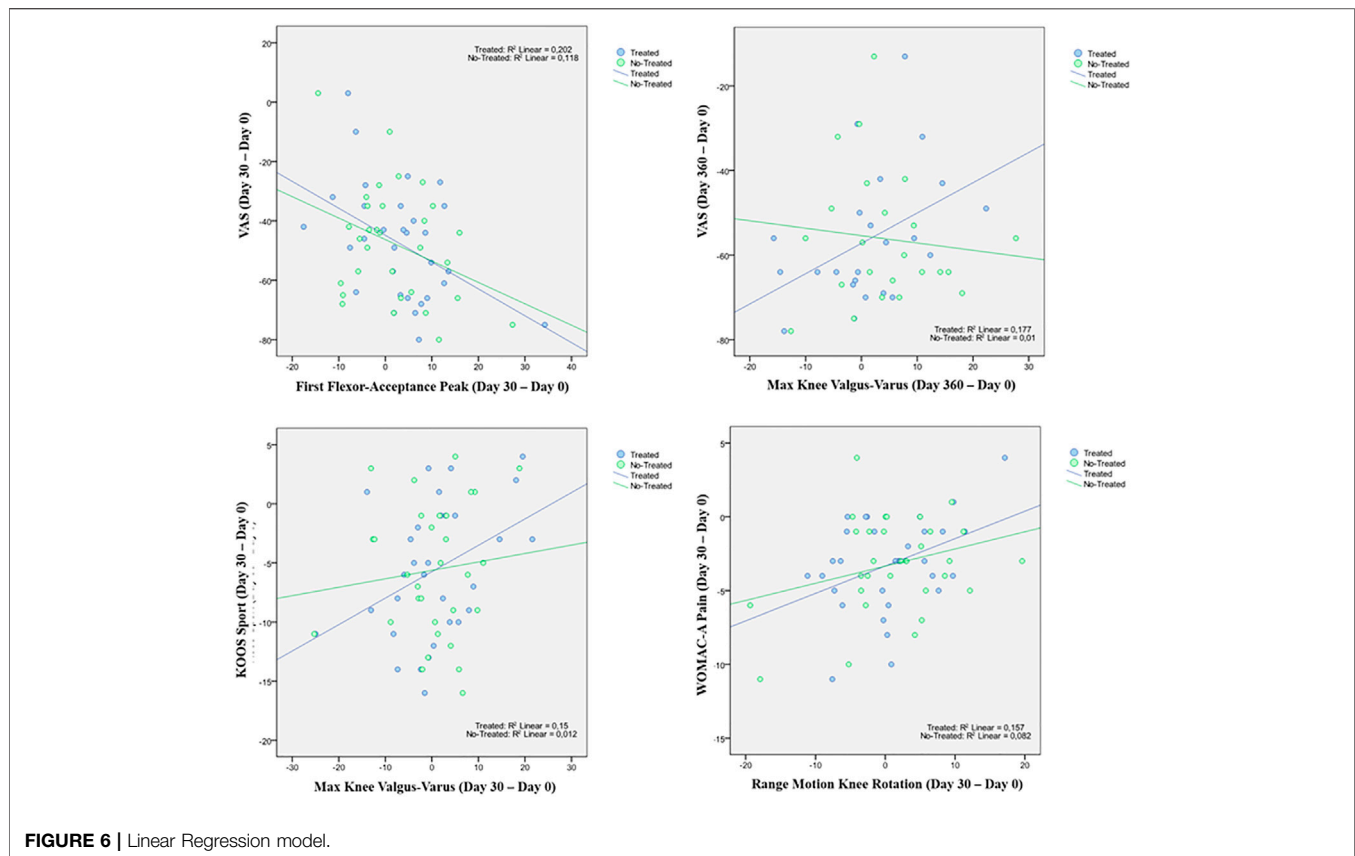 Treated: R² Linear = 0,202
No-Treated: R² Linear = 0,118
Treated
No-Treated
Treated
No-Treated
VAS (Day 30 – Day 0)
20
0
-20
-40
-60
-80
-20
-10
0
10
20
30
40
First Flexor-Acceptance Peak (Day 30 – Day 0)
Treated
No-Treated
Treated
No-Treated
VAS (Day 360 – Day 0)
-20
-40
-60
-80
Treated: R² Linear = 0,177
No-Treated: R² Linear = 0,01
-20
-10
0
10
20
30
Max Knee Valgus-Varus (Day 360 – Day 0)
Treated
No-Treated
Treated
No-Treated
KOOS Sport (Day 30 – Day 0)
5
0
-5
-10
-15
-20
Treated: R² Linear = 0,15
No-Treated: R² Linear = 0,012
-30
-20
-10
0
10
20
30
Max Knee Valgus-Varus (Day 30 – Day 0)
Treated
No-Treated
Treated
No-Treated
WOMAC-A Pain (Day 30 – Day 0)
5
0
-5
-10
-15
Treated: R² Linear = 0,157
No-Treated: R² Linear = 0,082
-20
-10
0
10
20
Range Motion Knee Rotation (Day 30 – Day 0)
FIGURE 6 | Linear Regression model.